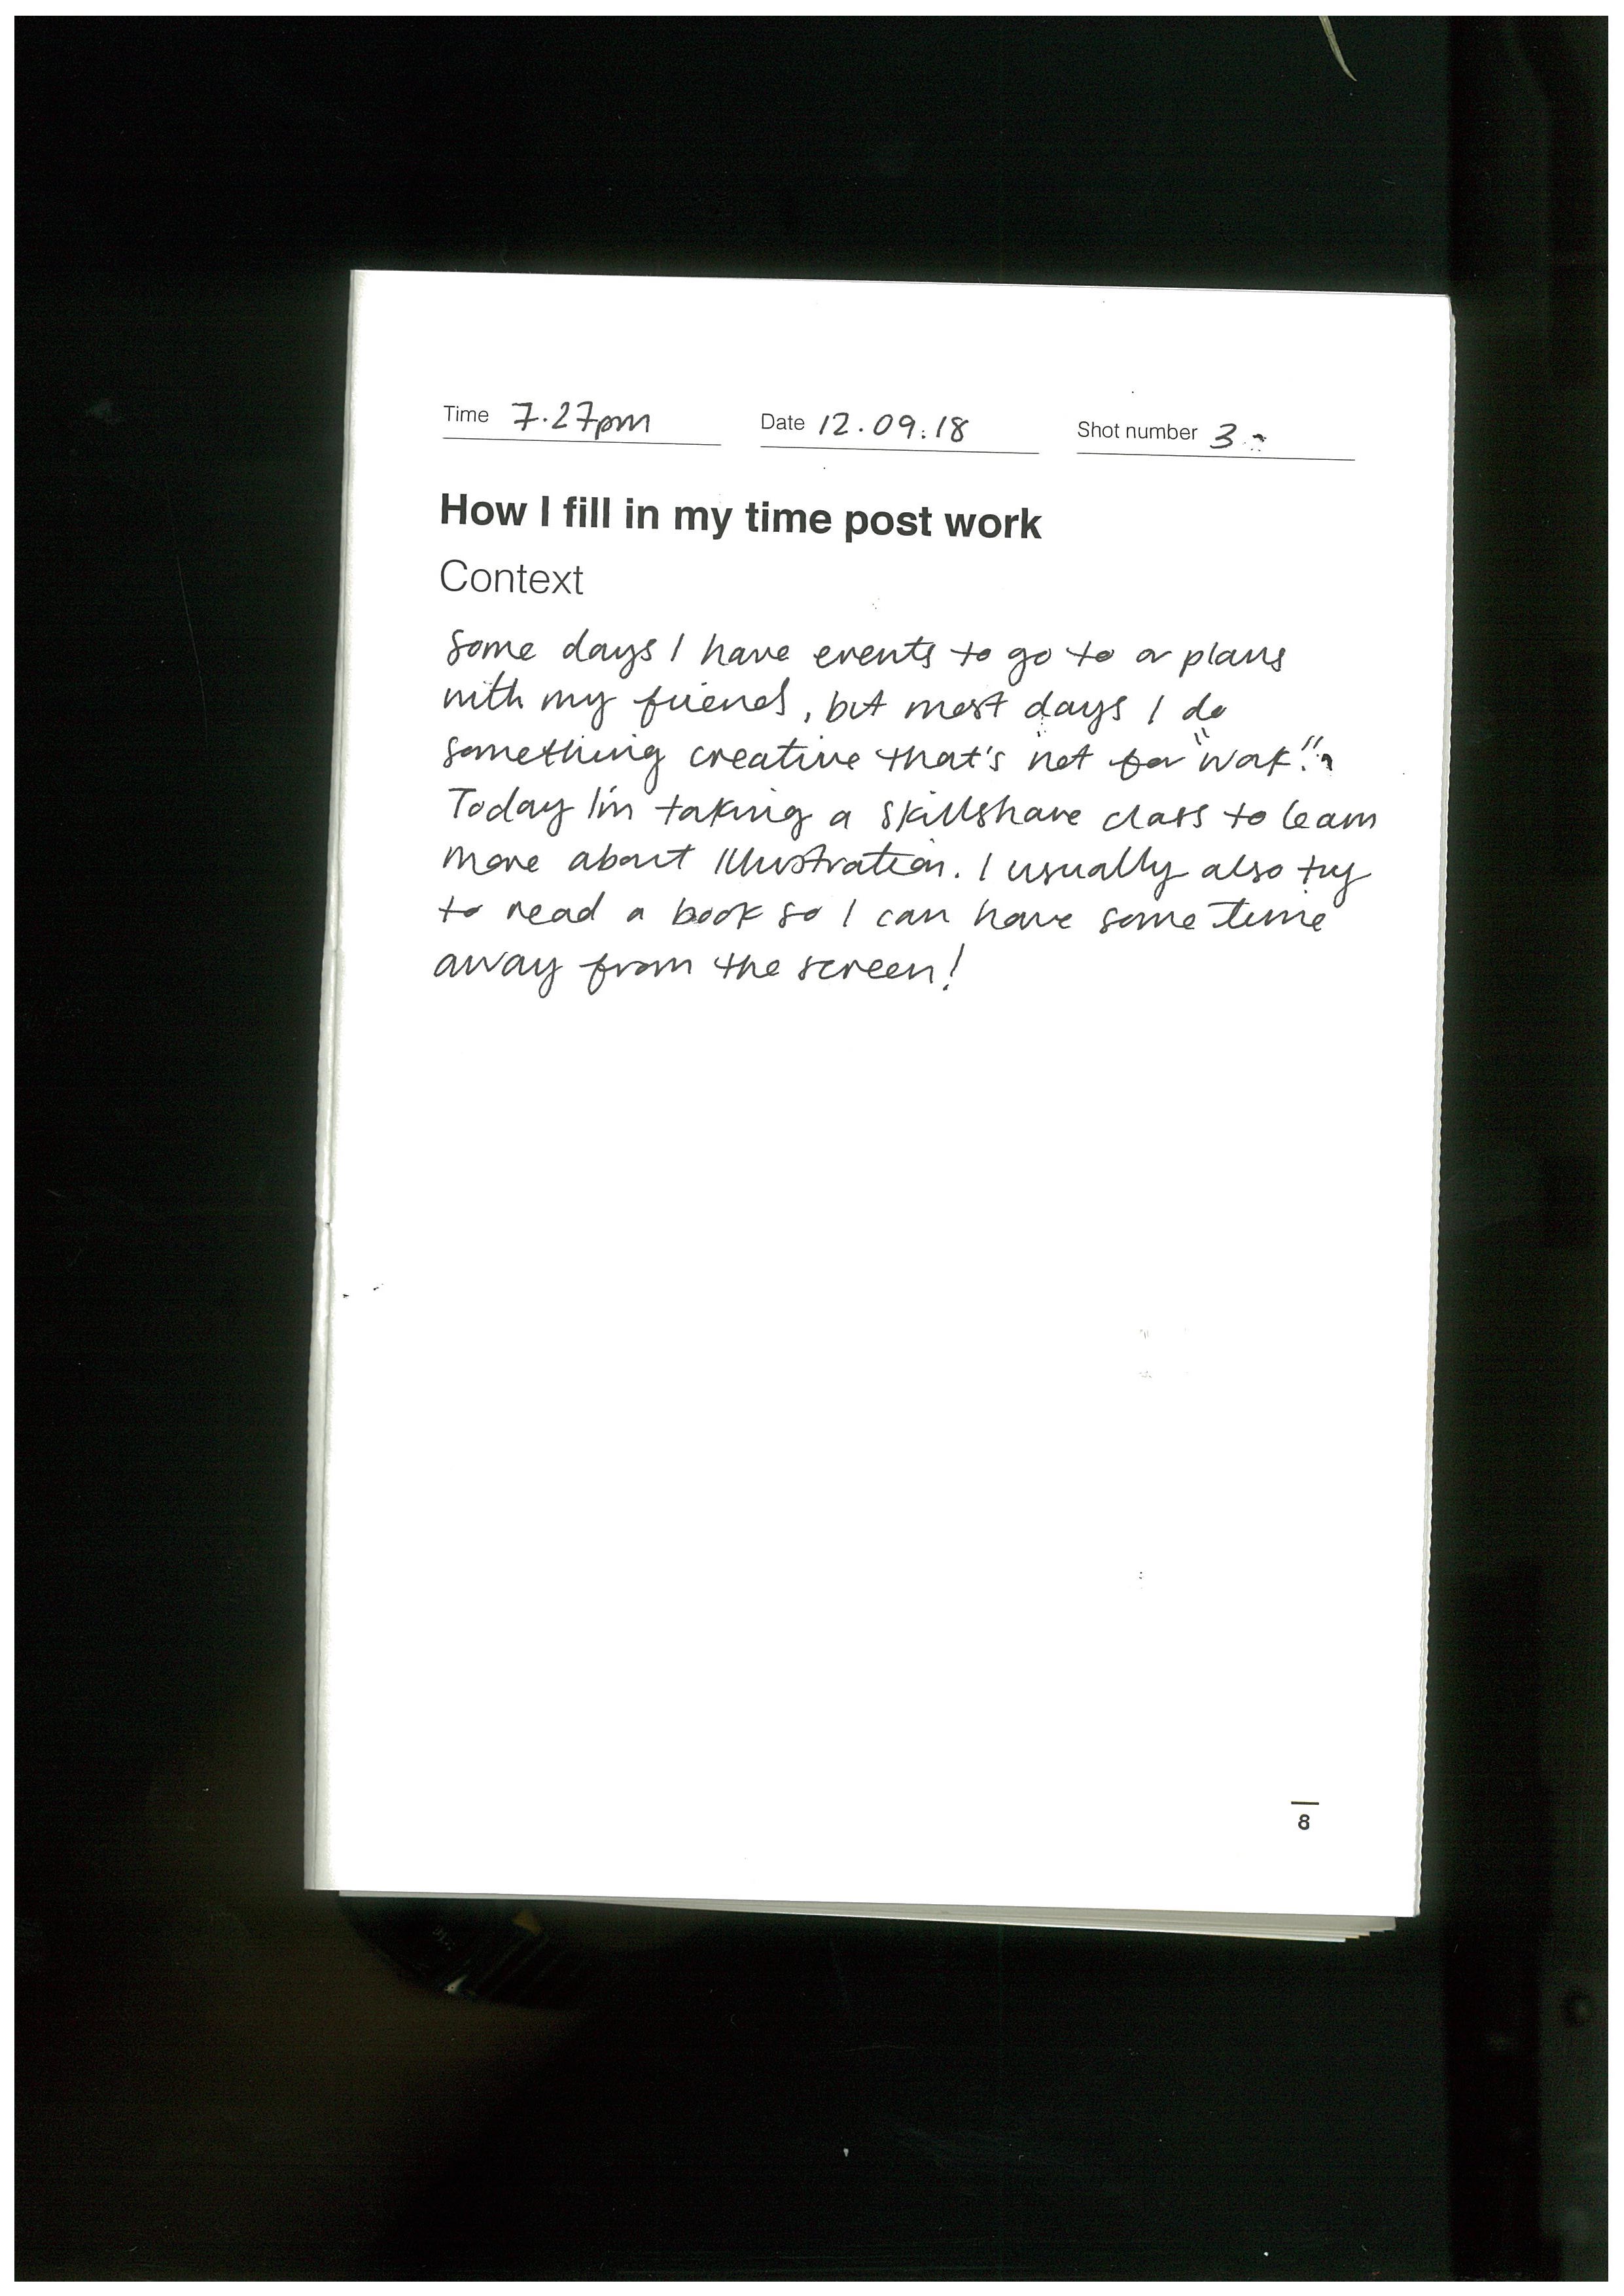 Time 7.27pm Date 12.09.18 Shot number 3
How I fill in my time post work
Context
Some days I have events to go to or plans
with my friends, but most days I do
something creative that's not for "work".
Today I'm taking a skillshare class to learn
more about illustration. I usually also try
to read a book so I can have some time
away from the screen!
8